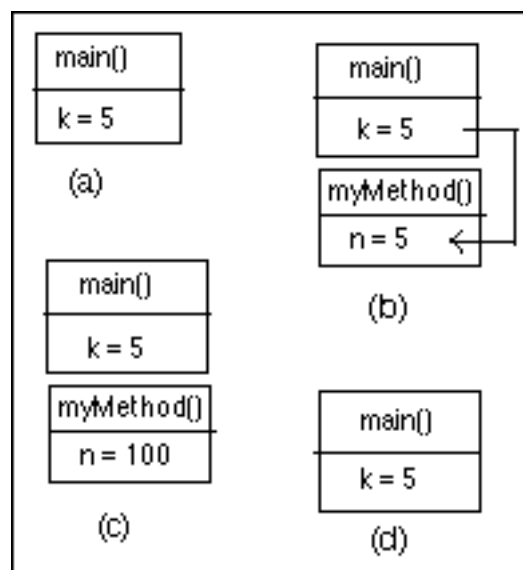 main()
k = 5
(a)
main()
k = 5
myMethod()
n = 5
(b)
main()
k = 5
myMethod()
n = 100
(c)
main()
k = 5
(d)